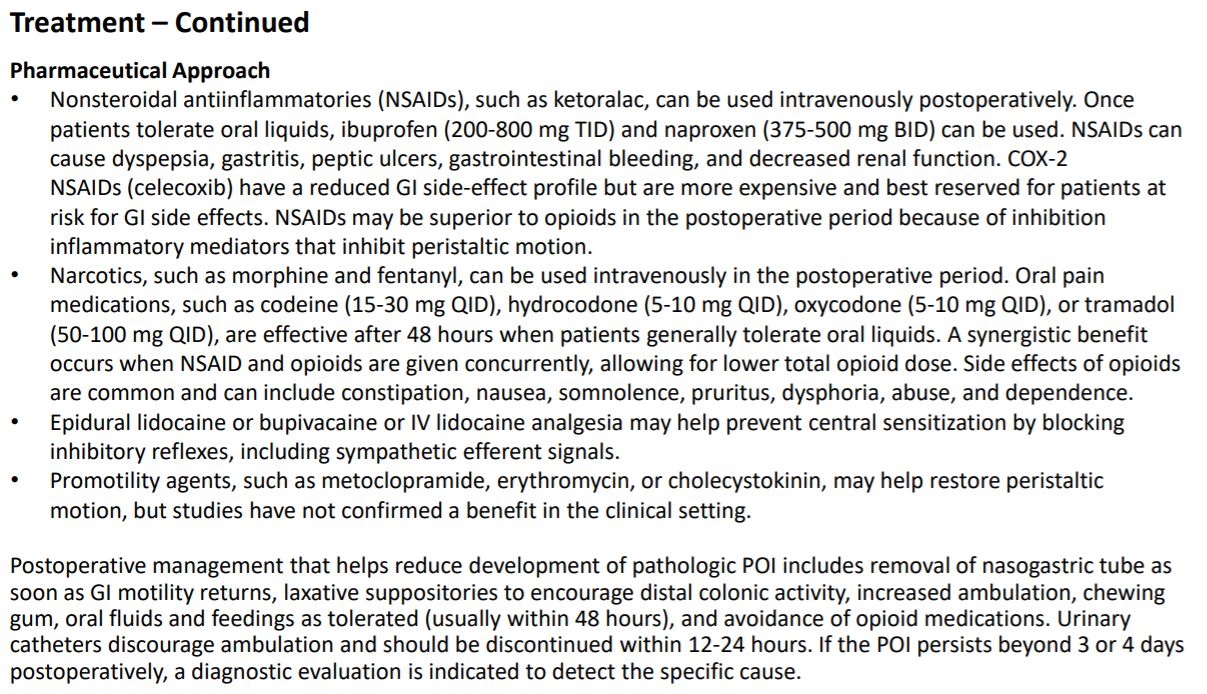 Treatment – Continued
Pharmaceutical Approach
• Nonsteroidal antiinflammatories (NSAIDs), such as ketoralac, can be used intravenously postoperatively. Once
patients tolerate oral liquids, ibuprofen (200-800 mg TID) and naproxen (375-500 mg BID) can be used. NSAIDs can
cause dyspepsia, gastritis, peptic ulcers, gastrointestinal bleeding, and decreased renal function. COX-2
NSAIDs (celecoxib) have a reduced GI side-effect profile but are more expensive and best reserved for patients at
risk for GI side effects. NSAIDs may be superior to opioids in the postoperative period because of inhibition
inflammatory mediators that inhibit peristaltic motion.
• Narcotics, such as morphine and fentanyl, can be used intravenously in the postoperative period. Oral pain
medications, such as codeine (15-30 mg QID), hydrocodone (5-10 mg QID), oxycodone (5-10 mg QID), or tramadol
(50-100 mg QID), are effective after 48 hours when patients generally tolerate oral liquids. A synergistic benefit
occurs when NSAID and opioids are given concurrently, allowing for lower total opioid dose. Side effects of opioids
are common and can include constipation, nausea, somnolence, pruritus, dysphoria, abuse, and dependence.
• Epidural lidocaine or bupivacaine or IV lidocaine analgesia may help prevent central sensitization by blocking
inhibitory reflexes, including sympathetic efferent signals.
• Promotility agents, such as metoclopramide, erythromycin, or cholecystokinin, may help restore peristaltic
motion, but studies have not confirmed a benefit in the clinical setting.
Postoperative management that helps reduce development of pathologic POI includes removal of nasogastric tube as
soon as GI motility returns, laxative suppositories to encourage distal colonic activity, increased ambulation, chewing
gum, oral fluids and feedings as tolerated (usually within 48 hours), and avoidance of opioid medications. Urinary
catheters discourage ambulation and should be discontinued within 12-24 hours. If the POI persists beyond 3 or 4 days
postoperatively, a diagnostic evaluation is indicated to detect the specific cause.